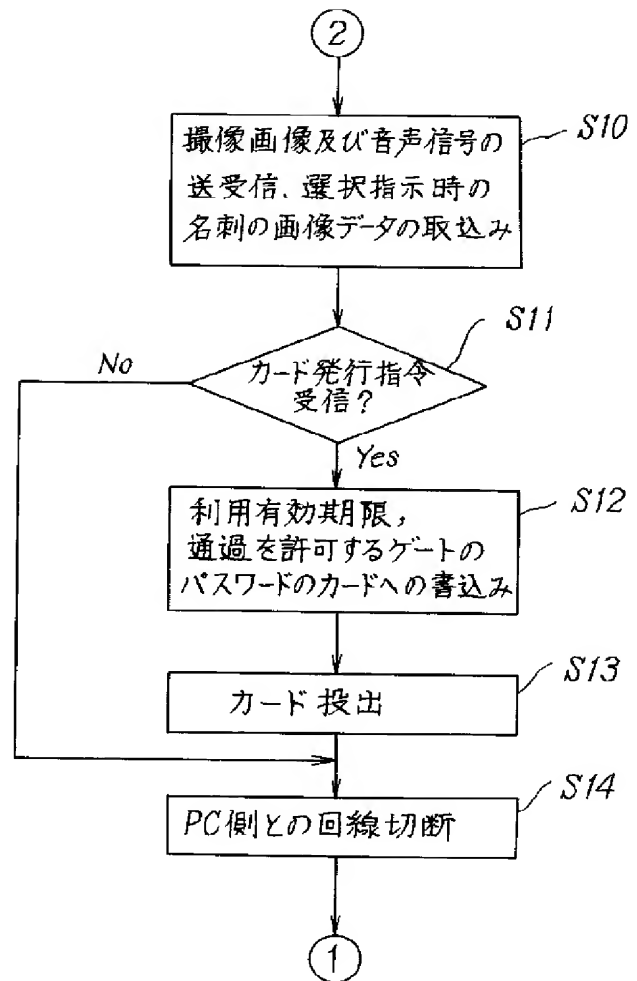 2
撮像画像及び音声信号の
送受信、選択指示時の
名刺の画像データの取込み
S10
カード発行指令
受信?
S11
No
Yes
利用有効期限,
通過を許可するゲートの
パスワードのカードへの書込み
S12
カード投出
S13
PC側との回線切断
S14
1